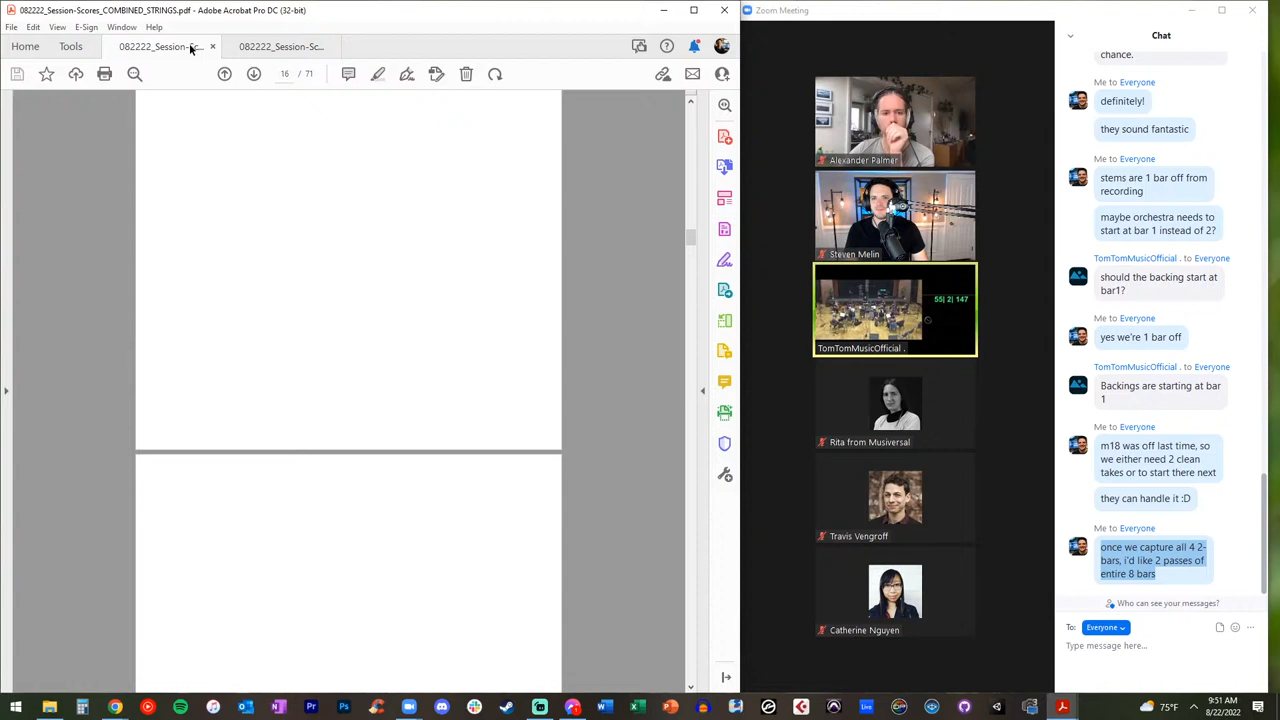 082222_Session-Scores_COMBINED_STRINGS.pdf - Adobe Acrobat Pro DC (32-bit)
File Edit View E-Sign Window Help
Home Tools 082222_Session-... 082222_Session-Sc...
16 / 71
Zoom Meeting
Alexander Palmer
Steven Melin
55| 2| 147
TomTomMusicOfficial .
Rita from Musiversal
Travis Vengroff
Catherine Nguyen
Chat
chance.
Me to Everyone
definitely!
they sound fantastic
Me to Everyone
stems are 1 bar off from
recording
maybe orchestra needs to
start at bar 1 instead of 2?
TomTomMusicOfficial . to Everyone
should the backing start at
bar1?
Me to Everyone
yes we're 1 bar off
TomTomMusicOfficial . to Everyone
Backings are starting at bar
1
Me to Everyone
m18 was off last time, so
we either need 2 clean
takes or to start there next
they can handle it :D
Me to Everyone
once we capture all 4 2-
bars, i'd like 2 passes of
entire 8 bars
Who can see your messages?
To: Everyone
Type message here...
75°F
9:51 AM
8/22/2022